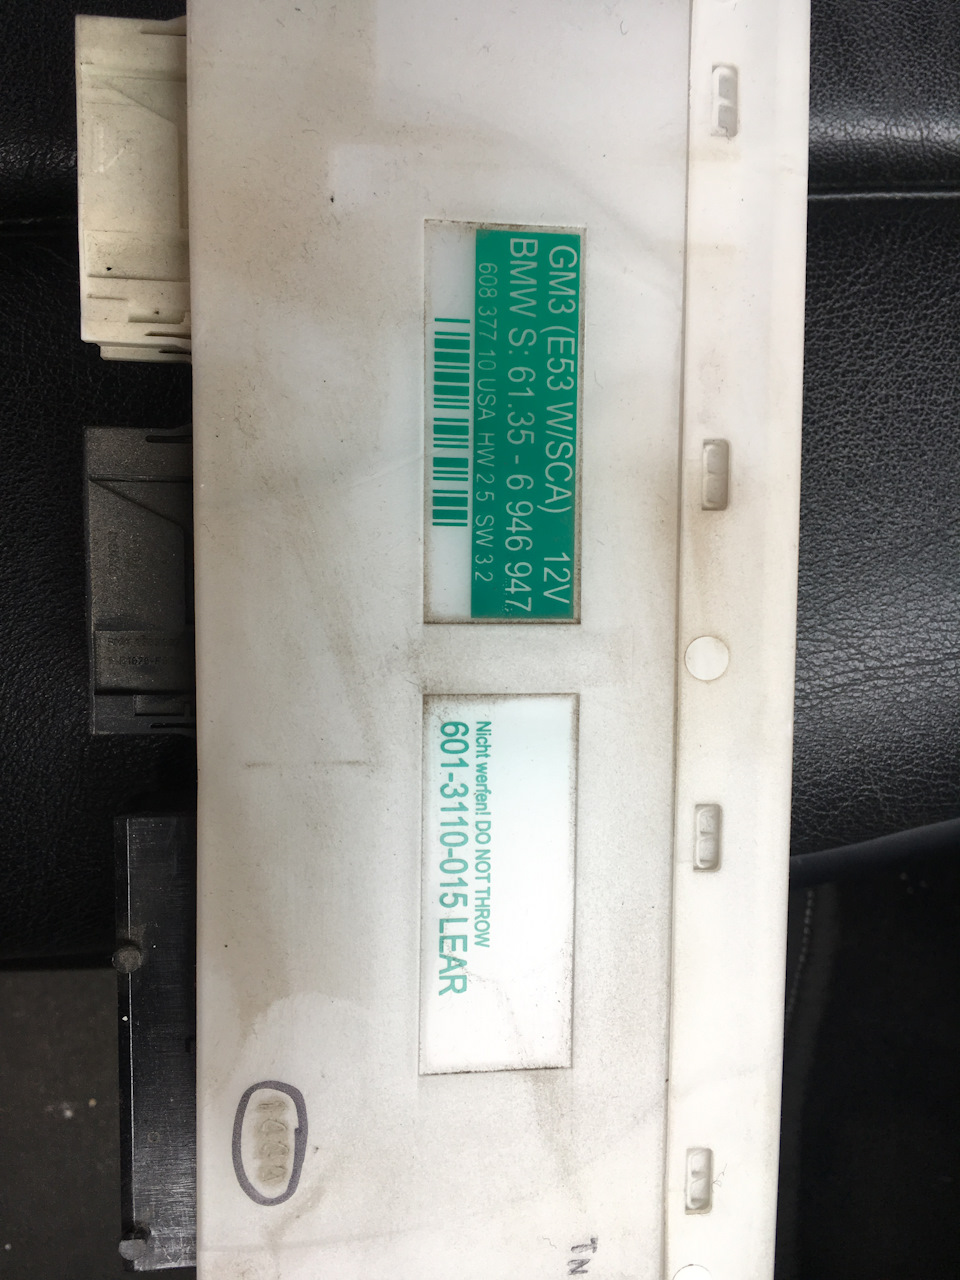 GM3 (E53 W/SCA) 12V
BMW S: 61.35 - 6 946 947
608 377 10 USA HW 2 5 SW 3 2
Nicht werfen! DO NOT THROW
601-3110-015 LEAR
TN